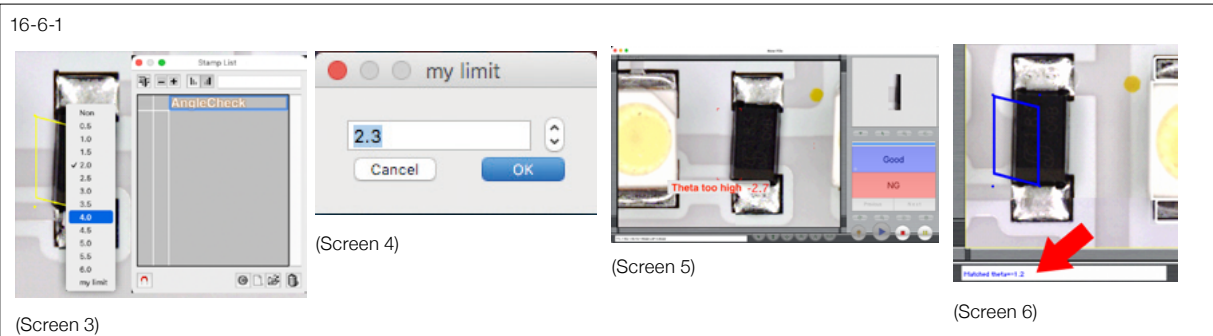 16-6-1
Stamp List
AngleCheck
Non
0.5
1.0
1.5
✓ 2.0
2.5
3.0
3.5
4.0
4.5
5.0
5.5
6.0
my limit
(Screen 3)
my limit
2.3
Cancel
OK
(Screen 4)
Good
NG
Theta too high -2.7
(Screen 5)
Matched theta=-1.2
(Screen 6)